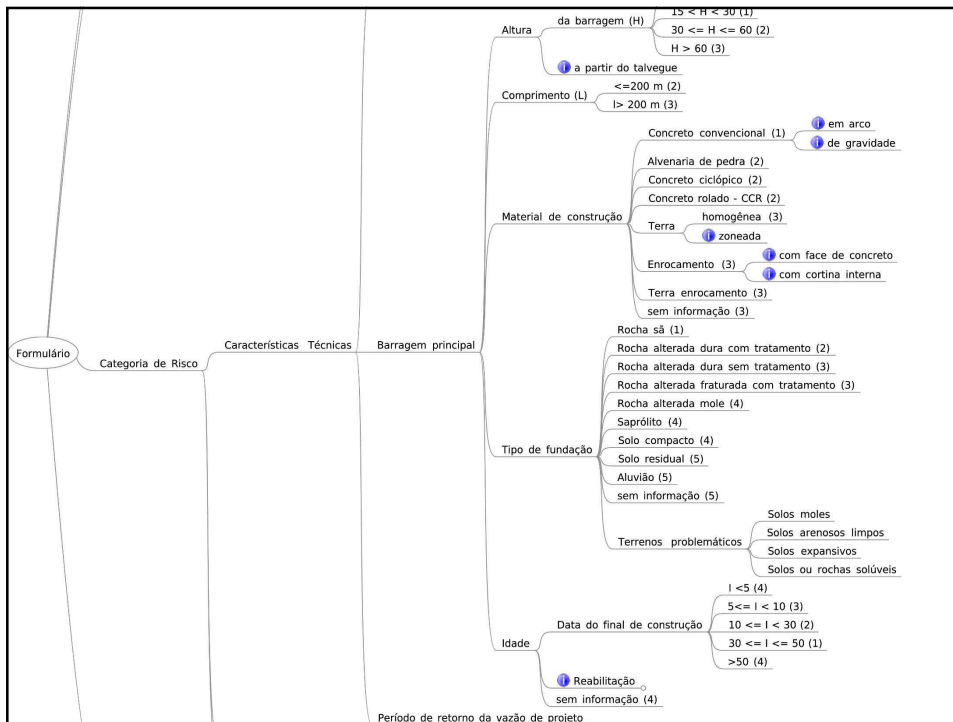 15 < H < 30 (1)
da barragem (H)
30 <= H <= 60 (2)
Altura
H > 60 (3)
a partir do talvegue
<=200 m (2)
Comprimento (L)
l> 200 m (3)
em arco
Concreto convencional (1)
de gravidade
Alvenaria de pedra (2)
Concreto ciclópico (2)
Concreto rolado - CCR (2)
Material de construção
homogênea (3)
Terra
zoneada
com face de concreto
Enrocamento (3)
com cortina interna
Terra enrocamento (3)
sem informação (3)
Formulário
Categoria de Risco
Características Técnicas
Barragem principal
Rocha sã (1)
Rocha alterada dura com tratamento (2)
Rocha alterada dura sem tratamento (3)
Rocha alterada fraturada com tratamento (3)
Rocha alterada mole (4)
Saprólito (4)
Solo compacto (4)
Tipo de fundação
Solo residual (5)
Aluvião (5)
sem informação (5)
Solos moles
Solos arenosos limpos
Terrenos problemáticos
Solos expansivos
Solos ou rochas solúveis
I <5 (4)
5<= I < 10 (3)
Data do final de construção
10 <= I < 30 (2)
30 <= I <= 50 (1)
>50 (4)
Idade
Reabilitação
sem informação (4)
Período de retorno da vazão de projeto